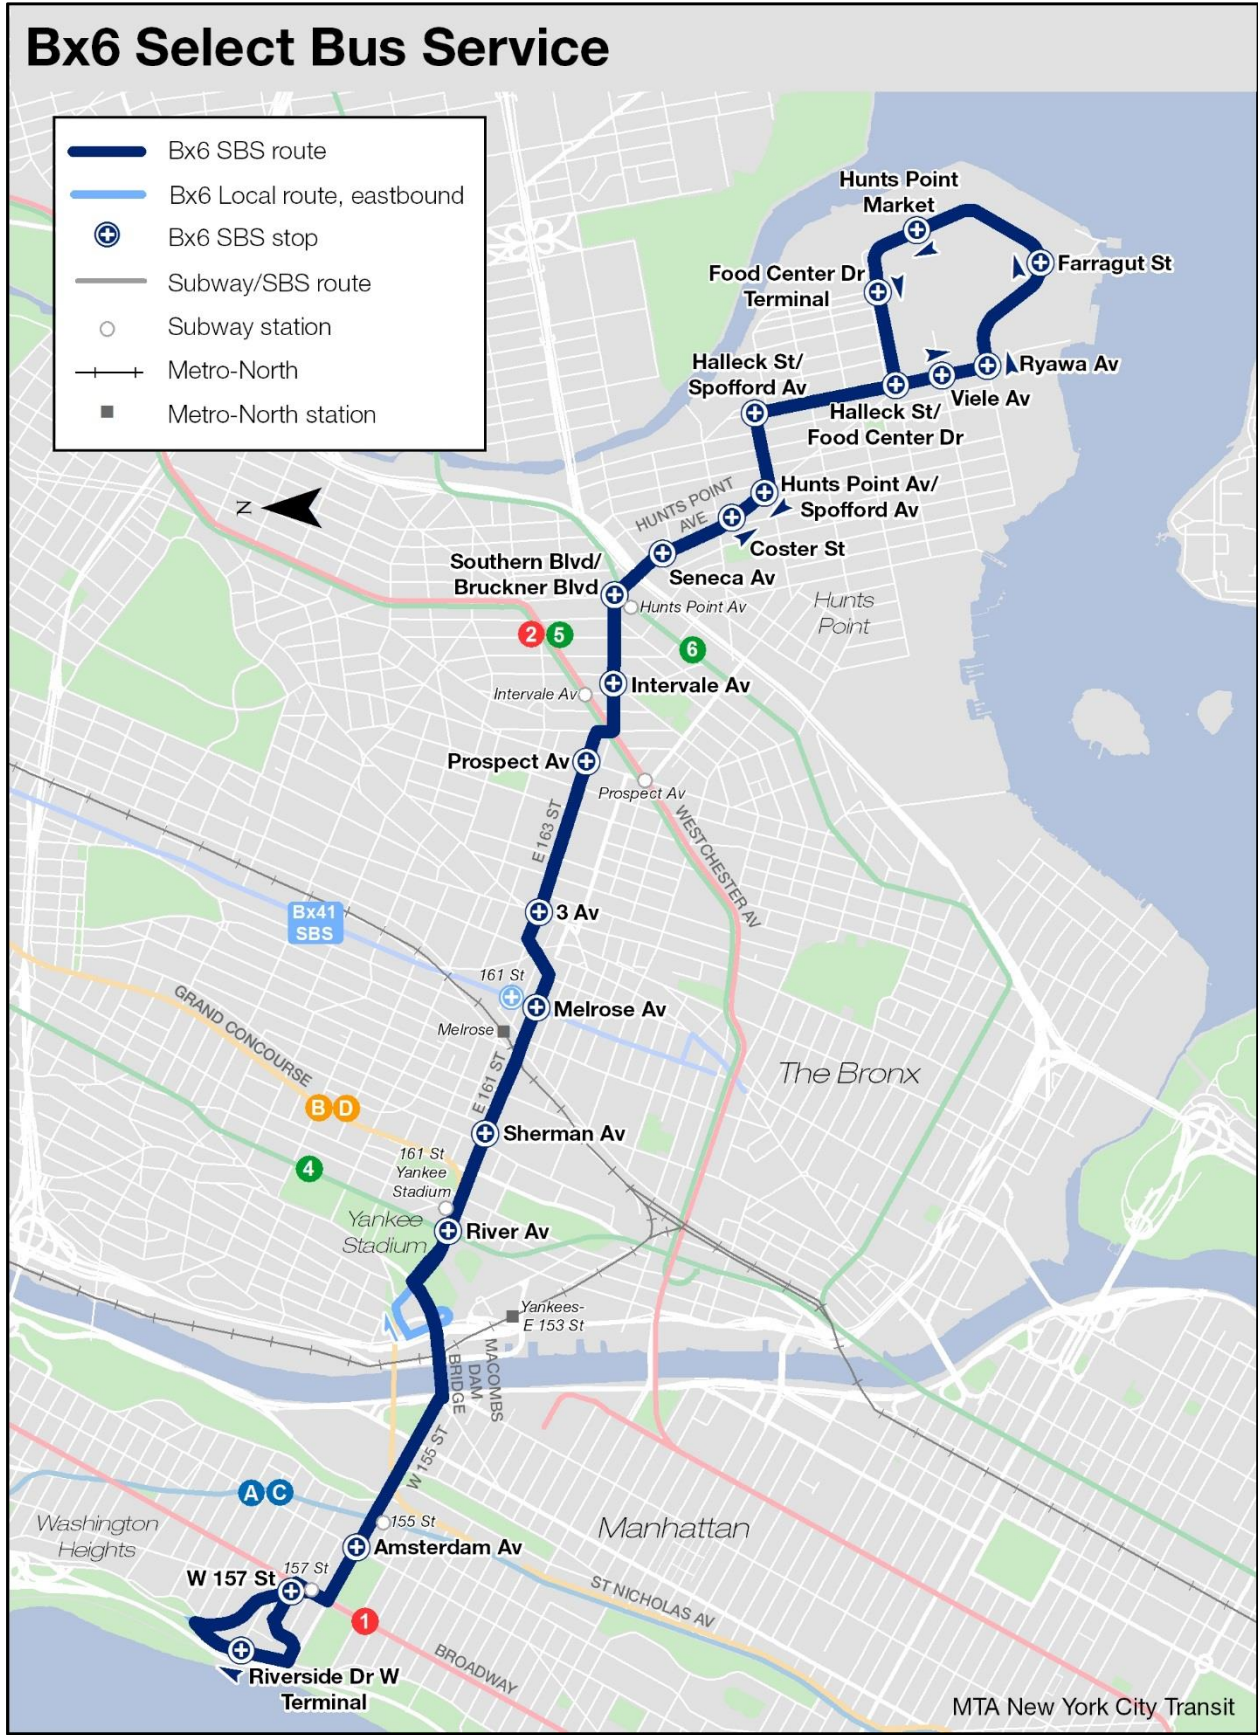 Bx6 Select Bus Service
Bx6 SBS route
Bx6 Local route, eastbound
Bx6 SBS stop
Subway/SBS route
Subway station
Metro-North
Metro-North station
Hunts Point
Market
Farragut St
Food Center Dr
Terminal
Halleck St/
Spofford Av
Ryawa Av
Viele Av
Halleck St/
Food Center Dr
N
HUNTS POINT
AVE
Hunts Point Av/
Spofford Av
Coster St
Southern Blvd/
Bruckner Blvd
Seneca Av
Hunts Point Av
Hunts
Point
2 5
6
Intervale Av
Intervale Av
Prospect Av
Prospect Av
E 163 ST
WESTCHESTER AV
3 Av
Bx41
SBS
161 St
Melrose Av
Melrose
GRAND CONCOURSE
E 161 ST
The Bronx
B D
Sherman Av
161 St
Yankee
Stadium
4
Yankee
Stadium
River Av
Yankees-
E 153 St
MACOMBS
DAM
BRIDGE
W 155 ST
A C
155 St
Washington
Heights
Manhattan
Amsterdam Av
157 St
W 157 St
ST NICHOLAS AV
1
BROADWAY
Riverside Dr W
Terminal
MTA New York City Transit